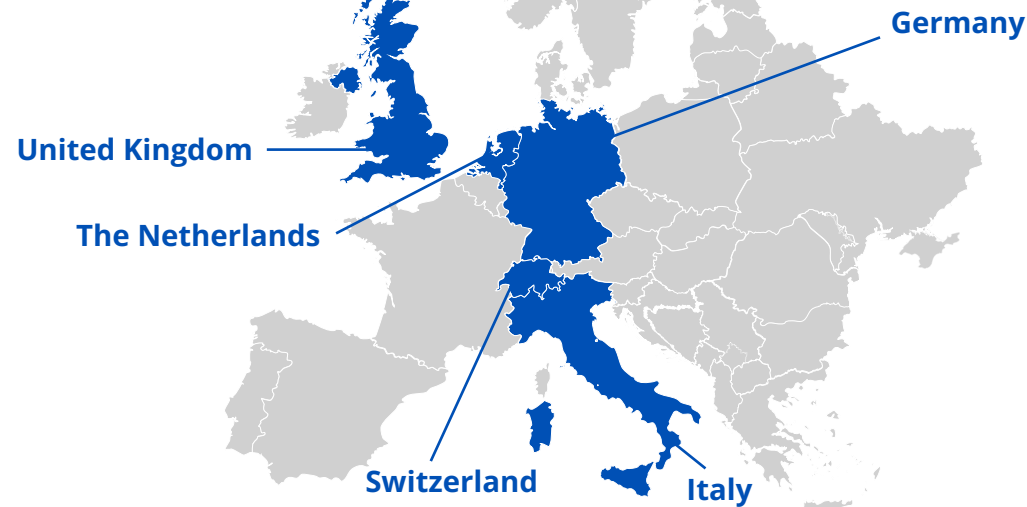 Germany
United Kingdom
The Netherlands
Switzerland
Italy